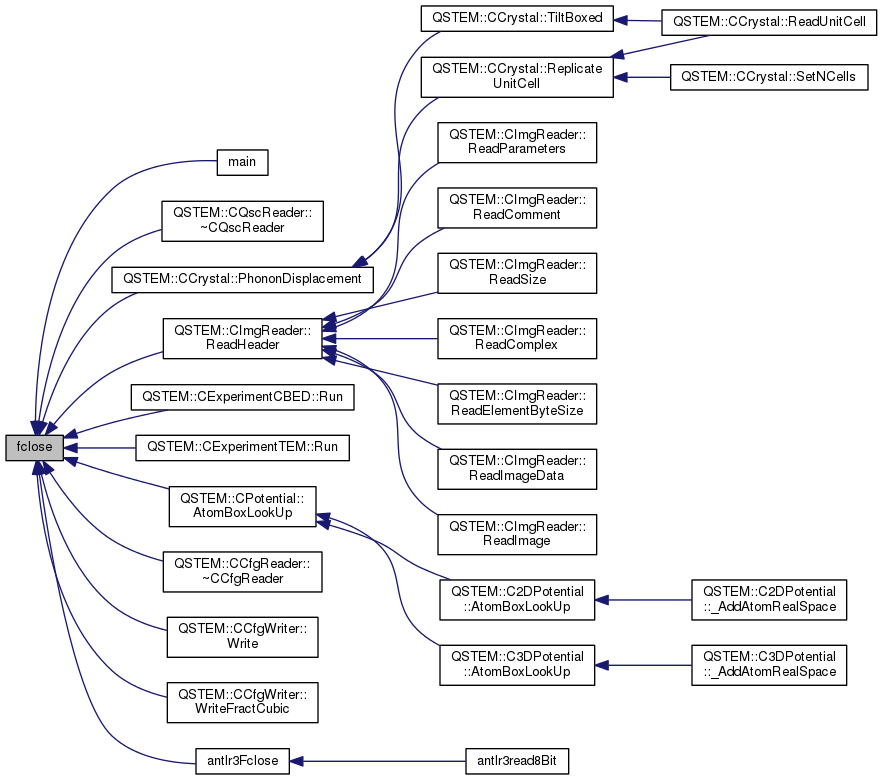 QSTEM::CCrystal::TiltBoxed
QSTEM::CCrystal::ReadUnitCell
QSTEM::CCrystal::Replicate
UnitCell
QSTEM::CCrystal::SetNCells
QSTEM::CImgReader::
ReadParameters
main
QSTEM::CImgReader::
ReadComment
QSTEM::CQscReader::
~CQscReader
QSTEM::CCrystal::PhononDisplacement
QSTEM::CImgReader::
ReadSize
QSTEM::CImgReader::
ReadHeader
QSTEM::CImgReader::
ReadComplex
QSTEM::CExperimentCBED::Run
QSTEM::CImgReader::
ReadElementByteSize
fclose
QSTEM::CExperimentTEM::Run
QSTEM::CImgReader::
ReadImageData
QSTEM::CPotential::
AtomBoxLookUp
QSTEM::CImgReader::
ReadImage
QSTEM::CCfgReader::
~CCfgReader
QSTEM::C2DPotential
::AtomBoxLookUp
QSTEM::C2DPotential
::_AddAtomRealSpace
QSTEM::CCfgWriter::
Write
QSTEM::C3DPotential
::AtomBoxLookUp
QSTEM::C3DPotential
::_AddAtomRealSpace
QSTEM::CCfgWriter::
WriteFractCubic
antlr3Fclose
antlr3read8Bit